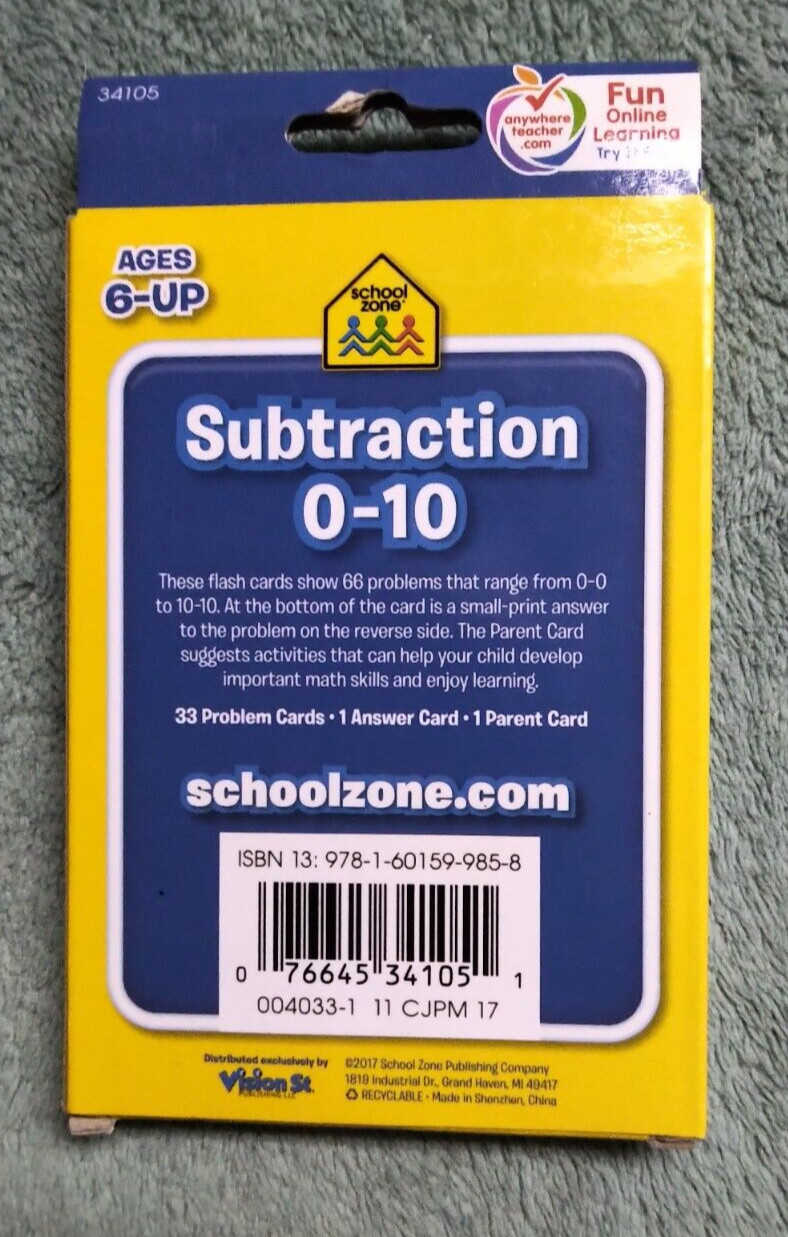 34105
anywhere
teacher
.com
Fun
Online
Learning
Try
AGES
6-UP
school
zone®
Subtraction
0-10
These flash cards show 66 problems that range from 0-0
to 10-10. At the bottom of the card is a small-print answer
to the problem on the reverse side. The Parent Card
suggests activities that can help your child develop
important math skills and enjoy learning.
33 Problem Cards • 1 Answer Card • 1 Parent Card
schoolzone.com
ISBN 13: 978-1-60159-985-8
0 76645 34105 1
004033-1 11 CJPM 17
Distributed exclusively by
Vision St.
PUBLISHING, LLC
©2017 School Zone Publishing Company
1819 Industrial Dr., Grand Haven, MI 49417
RECYCLABLE • Made in Shenzhen, China